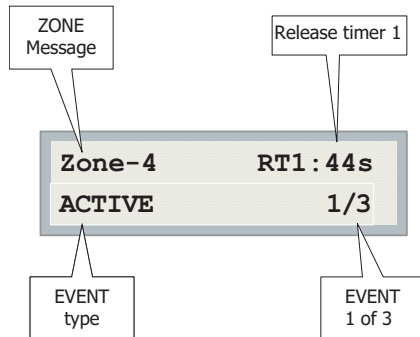 ZONE
Message
Release timer 1
Zone-4 RT1:44s
ACTIVE 1/3
EVENT
type
EVENT
1 of 3